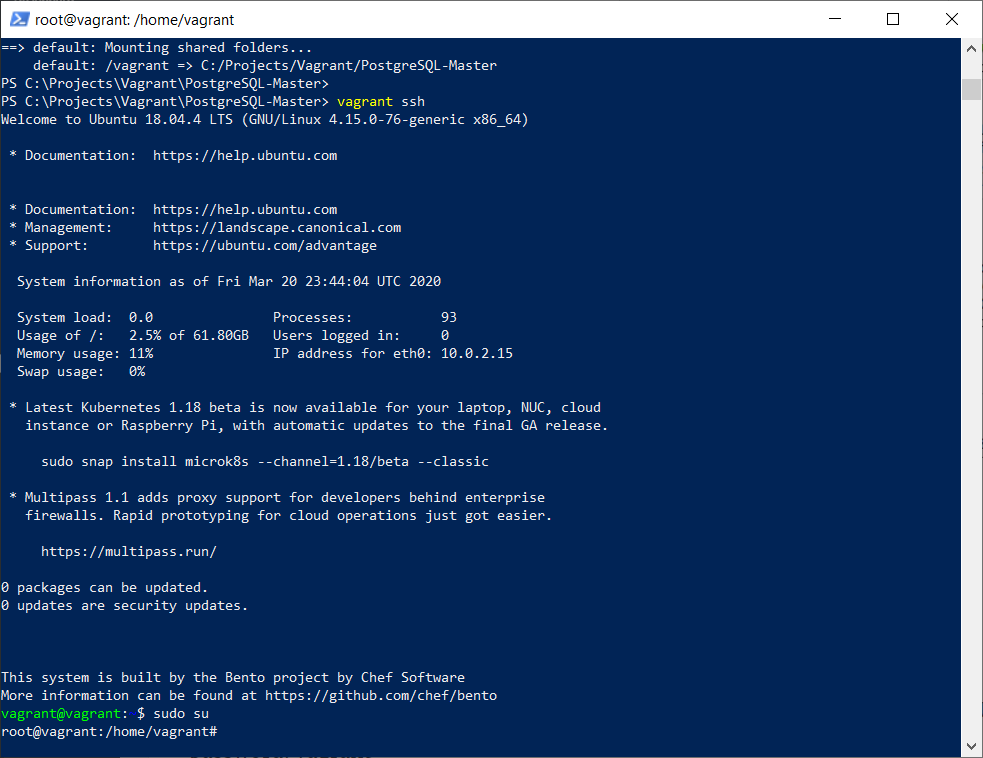 root@vagrant: /home/vagrant
==> default: Mounting shared folders...
    default: /vagrant => C:/Projects/Vagrant/PostgreSQL-Master
PS C:\Projects\Vagrant\PostgreSQL-Master>
PS C:\Projects\Vagrant\PostgreSQL-Master> vagrant ssh
Welcome to Ubuntu 18.04.4 LTS (GNU/Linux 4.15.0-76-generic x86_64)
 * Documentation:  https://help.ubuntu.com
 * Documentation:  https://help.ubuntu.com
 * Management:     https://landscape.canonical.com
 * Support:        https://ubuntu.com/advantage
  System information as of Fri Mar 20 23:44:04 UTC 2020
  System load:  0.0               Processes:           93
  Usage of /:   2.5% of 61.80GB   Users logged in:     0
  Memory usage: 11%               IP address for eth0: 10.0.2.15
  Swap usage:   0%
 * Latest Kubernetes 1.18 beta is now available for your laptop, NUC, cloud
   instance or Raspberry Pi, with automatic updates to the final GA release.
     sudo snap install microk8s --channel=1.18/beta --classic
 * Multipass 1.1 adds proxy support for developers behind enterprise
   firewalls. Rapid prototyping for cloud operations just got easier.
     https://multipass.run/
0 packages can be updated.
0 updates are security updates.
This system is built by the Bento project by Chef Software
More information can be found at https://github.com/chef/bento
vagrant@vagrant: $ sudo su
root@vagrant:/home/vagrant#